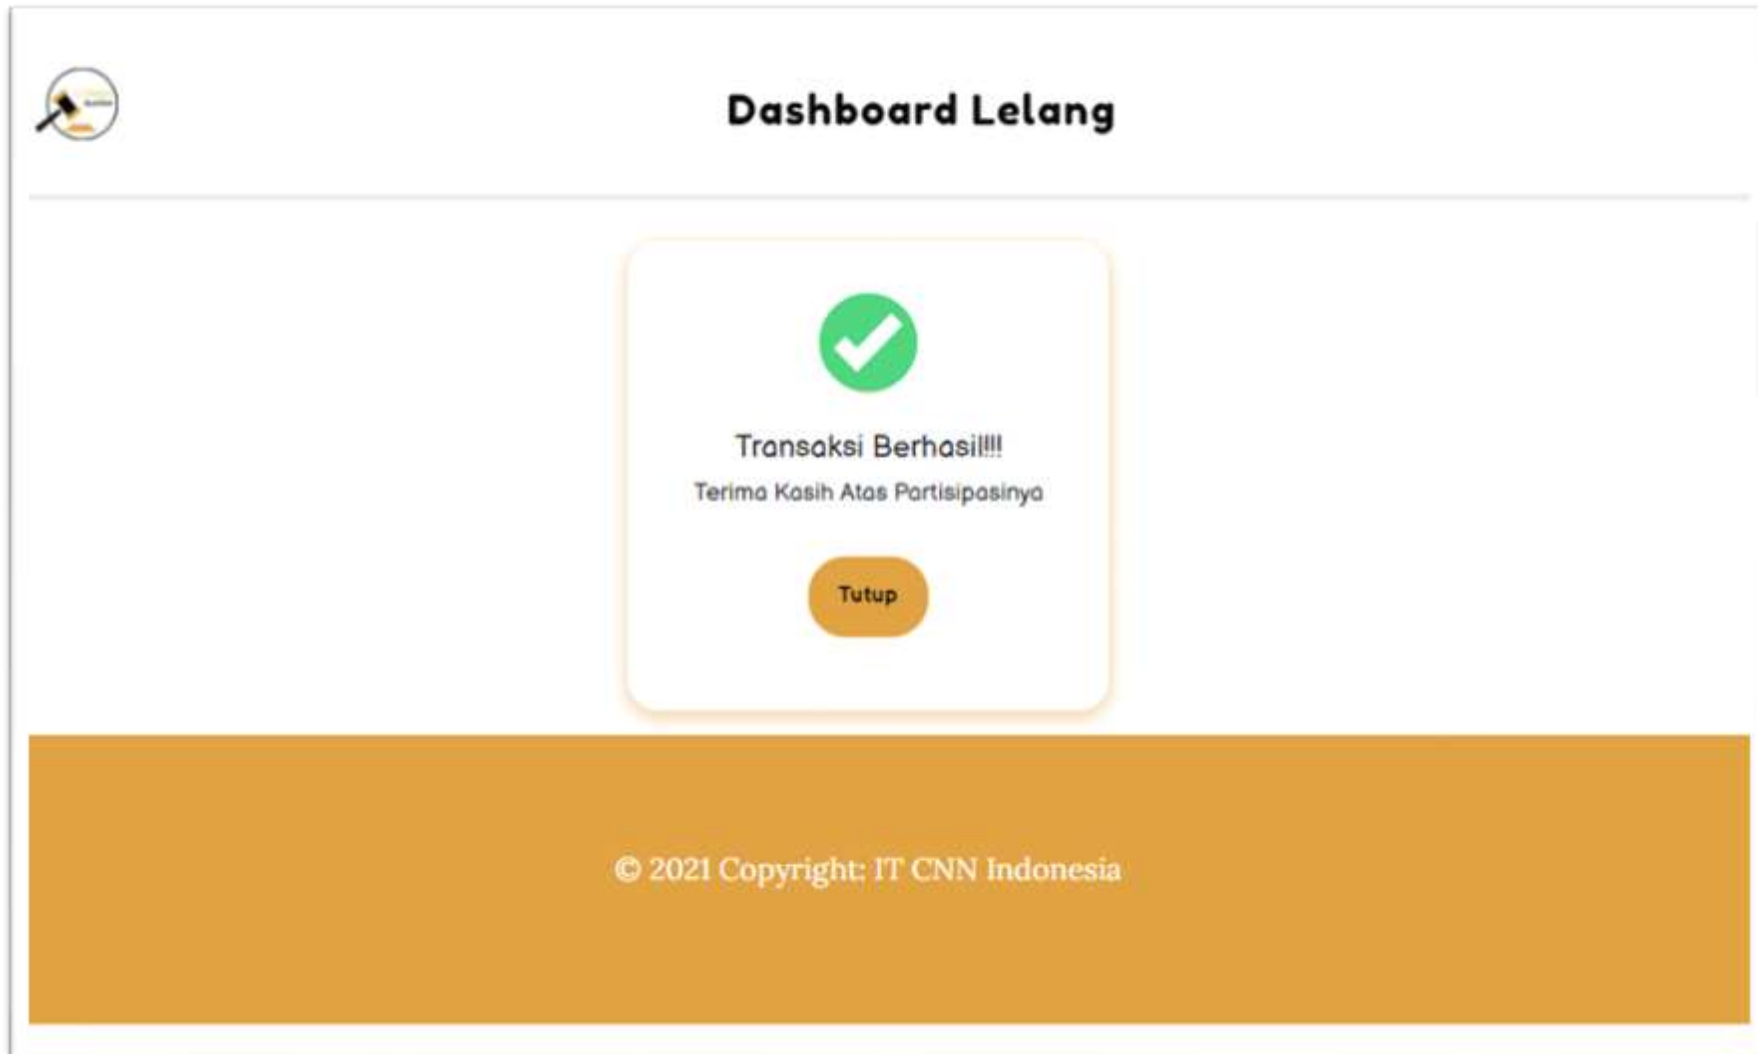 Dashboard Lelang
Transaksi Berhasil!!!
Terima Kasih Atas Partisipasinya
Tutup
© 2021 Copyright: IT CNN Indonesia